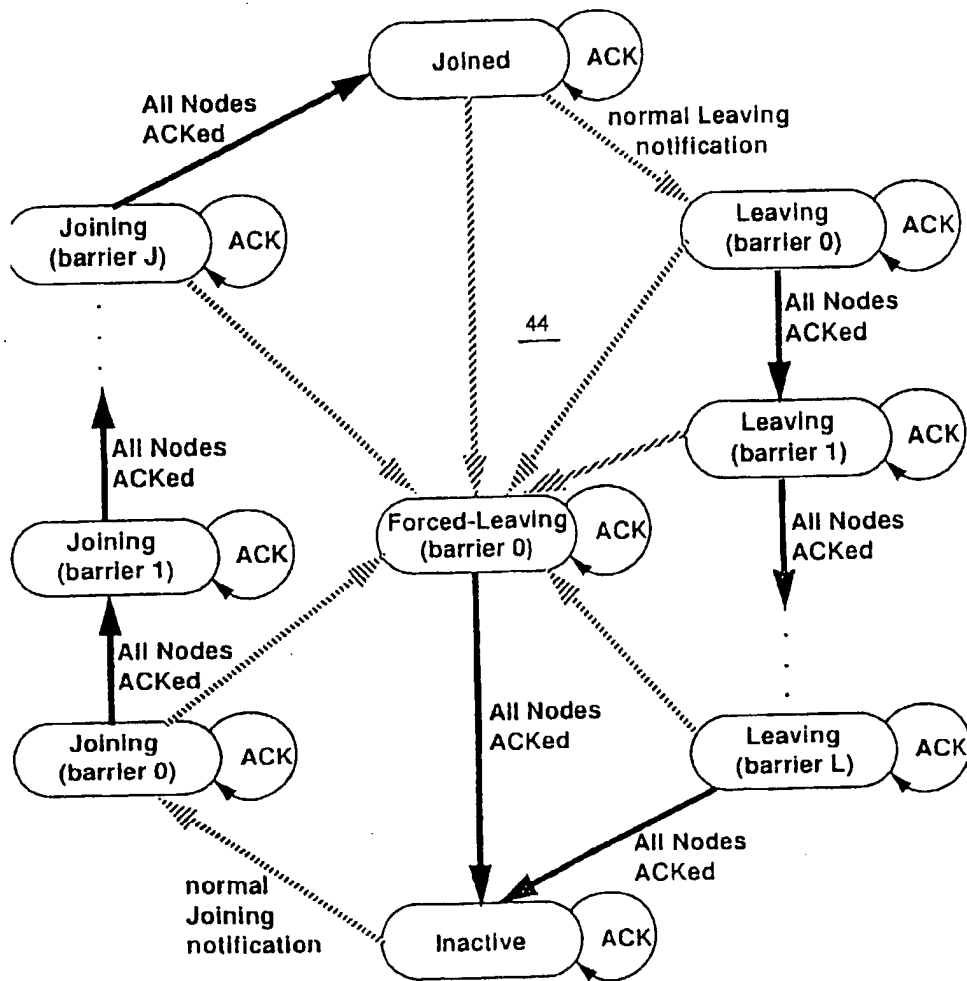 Joined
ACK
All Nodes
ACKed
normal Leaving
notification
Joining
(barrier J)
ACK
Leaving
(barrier 0)
ACK
44
All Nodes
ACKed
Leaving
(barrier 1)
ACK
All Nodes
ACKed
Forced-Leaving
(barrier 0)
ACK
All Nodes
ACKed
Joining
(barrier 1)
ACK
All Nodes
ACKed
All Nodes
ACKed
Joining
(barrier 0)
ACK
Leaving
(barrier L)
ACK
All Nodes
ACKed
normal
Joining
notification
Inactive
ACK